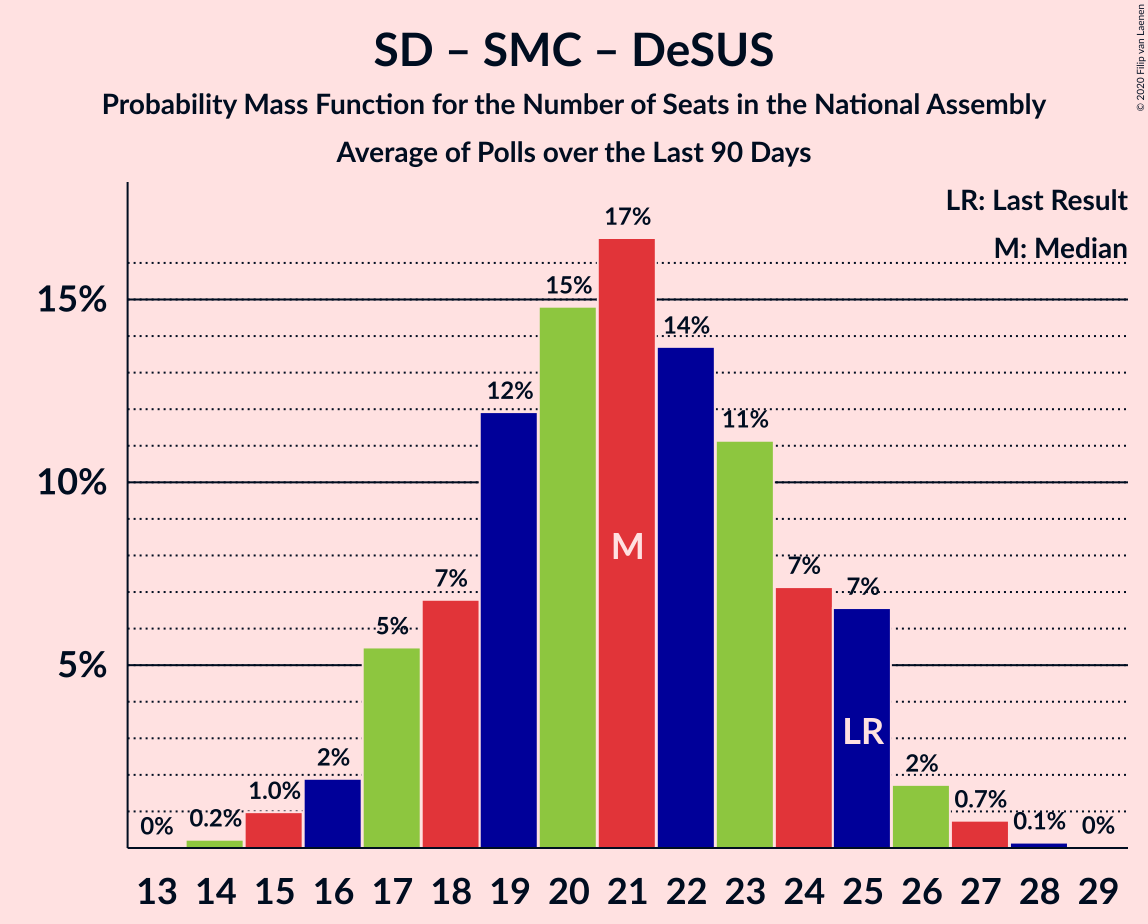 SD – SMC – DeSUS
Probability Mass Function for the Number of Seats in the National Assembly
Average of Polls over the Last 90 Days
© 2020 Filip van Laenen
LR: Last Result
M: Median
17%
15%
15%
14%
12%
11%
10%
M
7%
7%
7%
5%
5%
LR
2%
2%
1.0%
0.7%
0%
0.2%
0.1%
0%
13 14 15 16 17 18 19 20 21 22 23 24 25 26 27 28 29